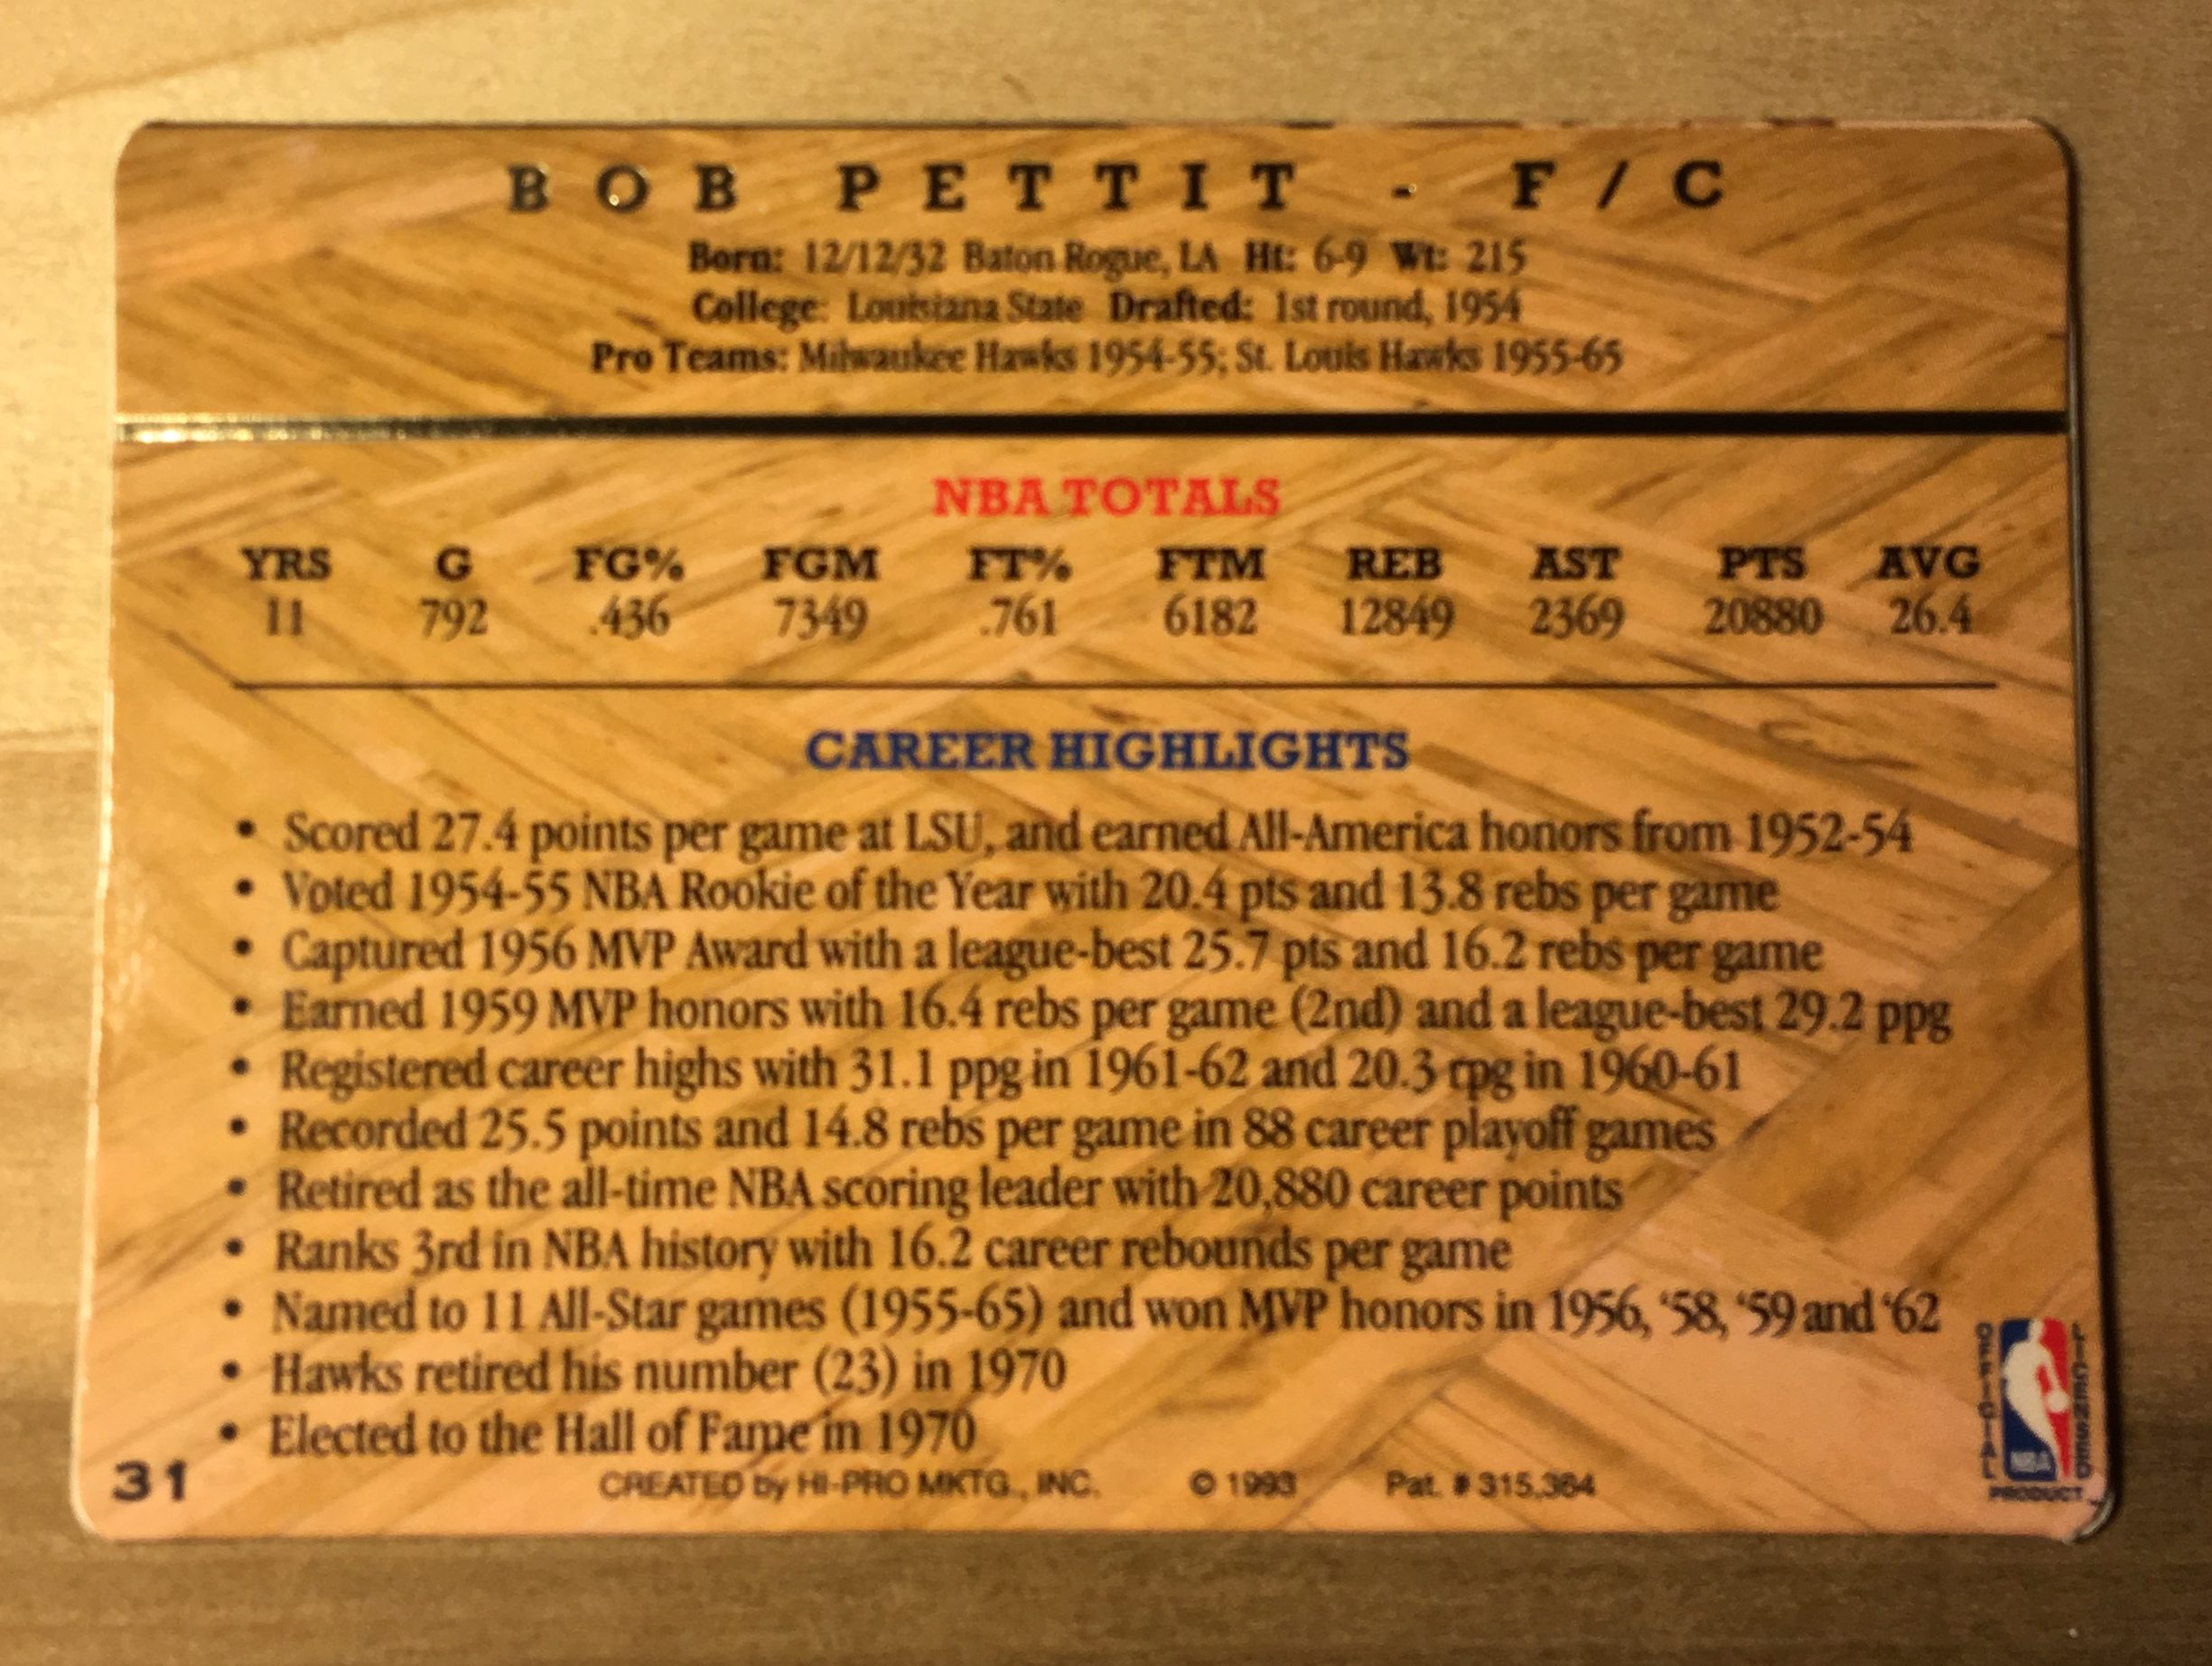 BOB PETTIT - F/C
Born: 12/12/32 Baton Rogue, LA Ht: 6-9 Wt: 215
College: Louisiana State Drafted: 1st round, 1954
Pro Teams: Milwaukee Hawks 1954-55; St. Louis Hawks 1955-65
NBA TOTALS
YRS G FG% FGM FT% FTM REB AST PTS AVG
11 792 .436 7349 .761 6182 12849 2369 20880 26.4
CAREER HIGHLIGHTS
• Scored 27.4 points per game at LSU, and earned All-America honors from 1952-54
• Voted 1954-55 NBA Rookie of the Year with 20.4 pts and 13.8 rebs per game
• Captured 1956 MVP Award with a league-best 25.7 pts and 16.2 rebs per game
• Earned 1959 MVP honors with 16.4 rebs per game (2nd) and a league-best 29.2 ppg
• Registered career highs with 31.1 ppg in 1961-62 and 20.3 rpg in 1960-61
• Recorded 25.5 points and 14.8 rebs per game in 88 career playoff games
• Retired as the all-time NBA scoring leader with 20,880 career points
• Ranks 3rd in NBA history with 16.2 career rebounds per game
• Named to 11 All-Star games (1955-65) and won MVP honors in 1956, ‘58, ‘59 and ‘62
• Hawks retired his number (23) in 1970
• Elected to the Hall of Fame in 1970
31
CREATED by HI-PRO MKTG., INC. © 1993 Pat. # 315,364
OFFICIAL
LICENSED
NBA
PRODUCT